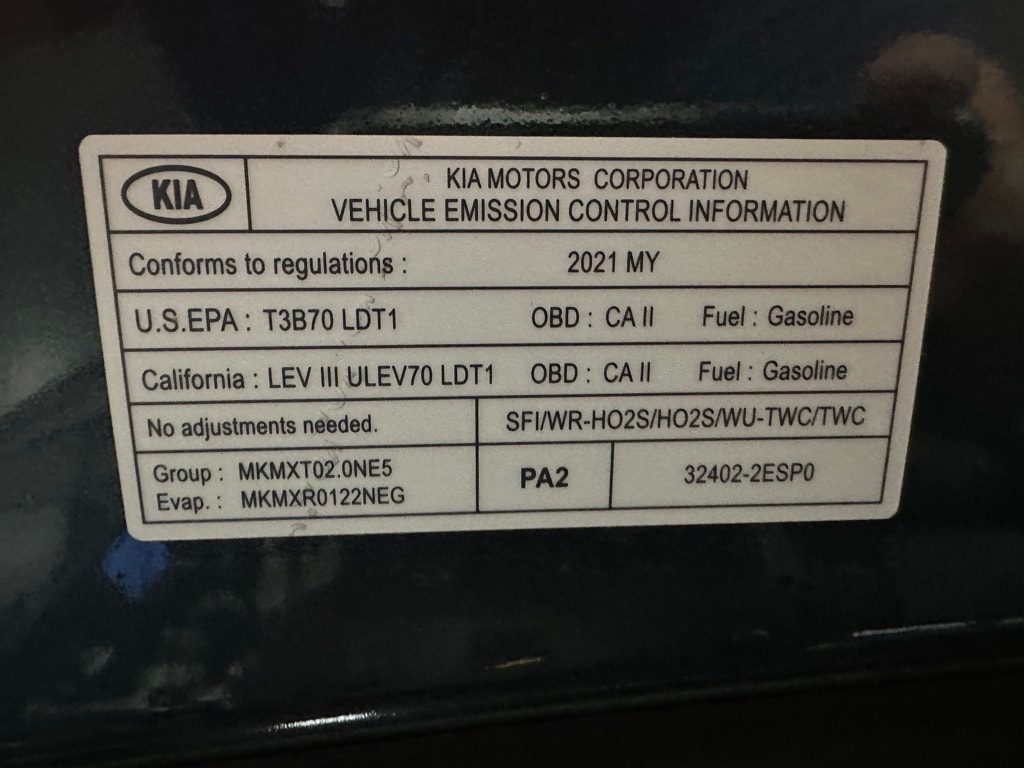 KIA
KIA MOTORS CORPORATION
VEHICLE EMISSION CONTROL INFORMATION
Conforms to regulations : 2021 MY
U.S.EPA : T3B70 LDT1 OBD : CA II Fuel : Gasoline
California : LEV III ULEV70 LDT1 OBD : CA II Fuel : Gasoline
No adjustments needed. SFI/WR-HO2S/HO2S/WU-TWC/TWC
Group : MKMXT02.0NE5
Evap. : MKMXR0122NEG
PA2
32402-2ESP0